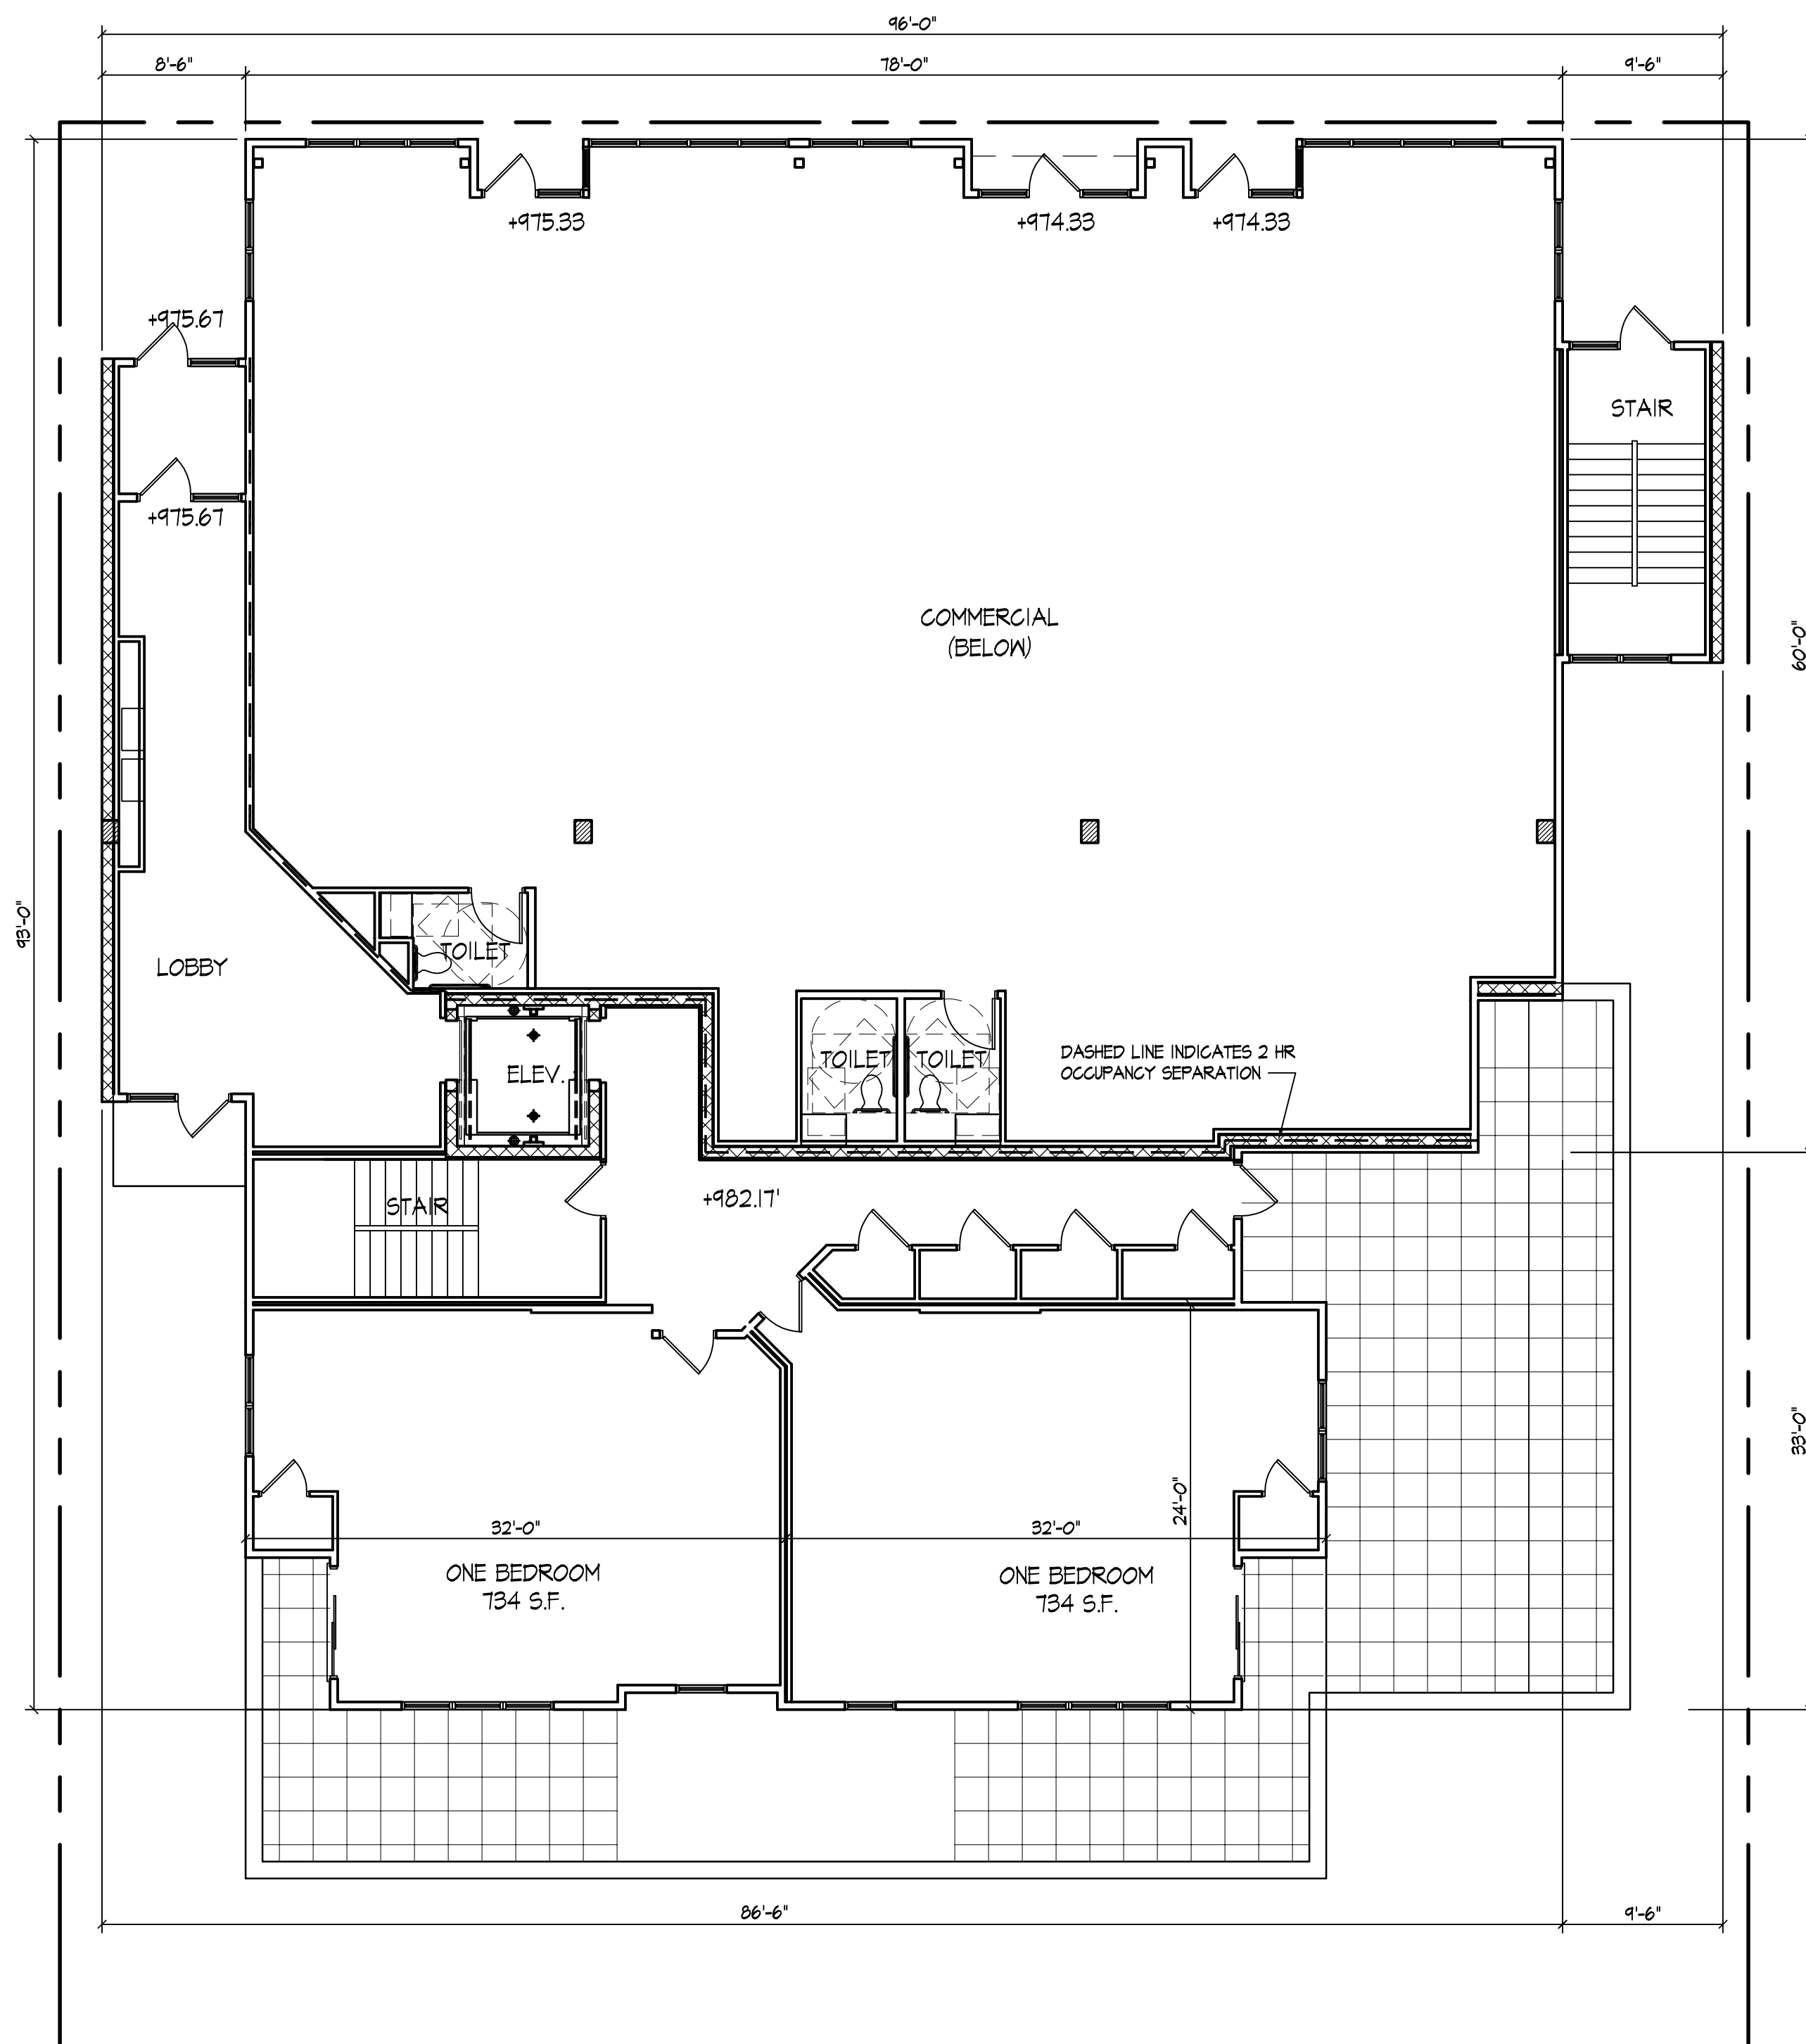 96'-0"
8'-6"
78'-0"
9'-6"
+975.33
+974.33
+974.33
+975.67
STAIR
+975.67
COMMERCIAL
(BELOW)
60'-0"
93'-0"
TOILET
LOBBY
ELEV.
TOILET
TOILET
DASHED LINE INDICATES 2 HR
OCCUPANCY SEPARATION
STAIR
+982.17'
33'-0"
24'-0"
32'-0"
32'-0"
ONE BEDROOM
734 S.F.
ONE BEDROOM
734 S.F.
86'-6"
9'-6"